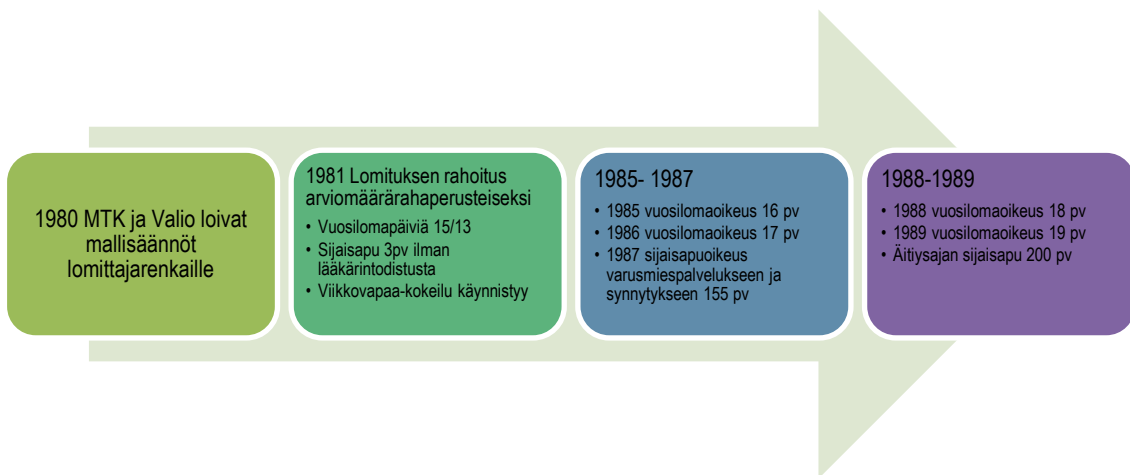 1980 MTK ja Valio loivat
mallisäännöt
lomittajarenkaille
1981 Lomituksen rahoitus
arviomäärärahaperusteiseksi
• Vuosilomapäiviä 15/13
• Sijaisapu 3pv ilman
lääkärintodistusta
• Viikkovapaa-kokeilu käynnistyy
1985- 1987
• 1985 vuosilomaoikeus 16 pv
• 1986 vuosilomaoikeus 17 pv
• 1987 sijaisapuoikeus
varusmiespalvelukseen ja
synnytykseen 155 pv
1988-1989
• 1988 vuosilomaoikeus 18 pv
• 1989 vuosilomaoikeus 19 pv
• Äitiysajan sijaisapu 200 pv